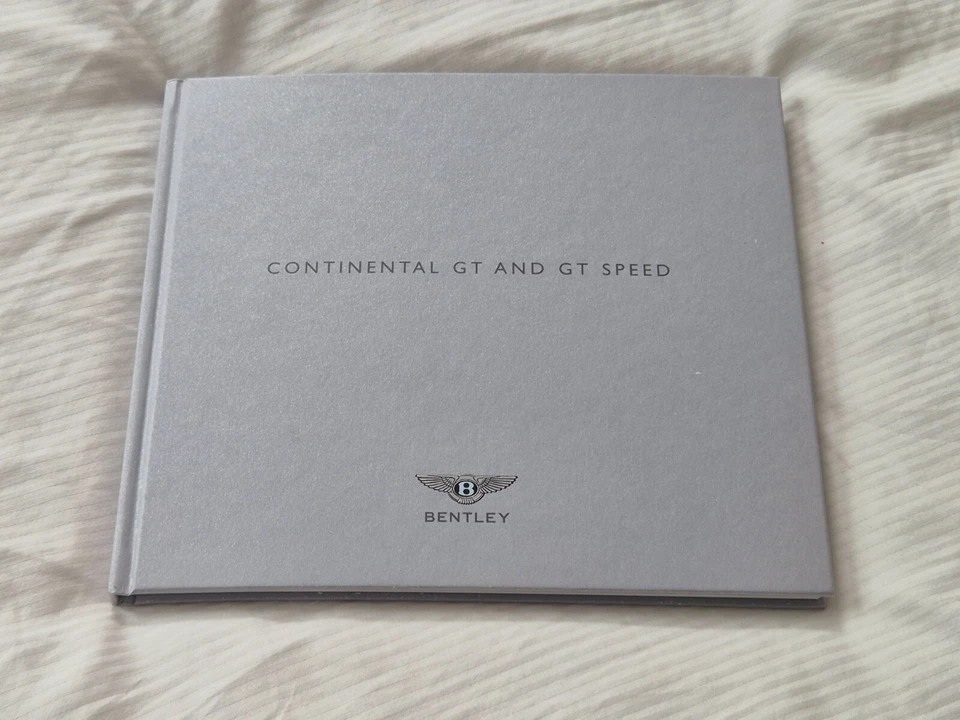 CONTINENTAL GT AND GT SPEED
B
BENTLEY